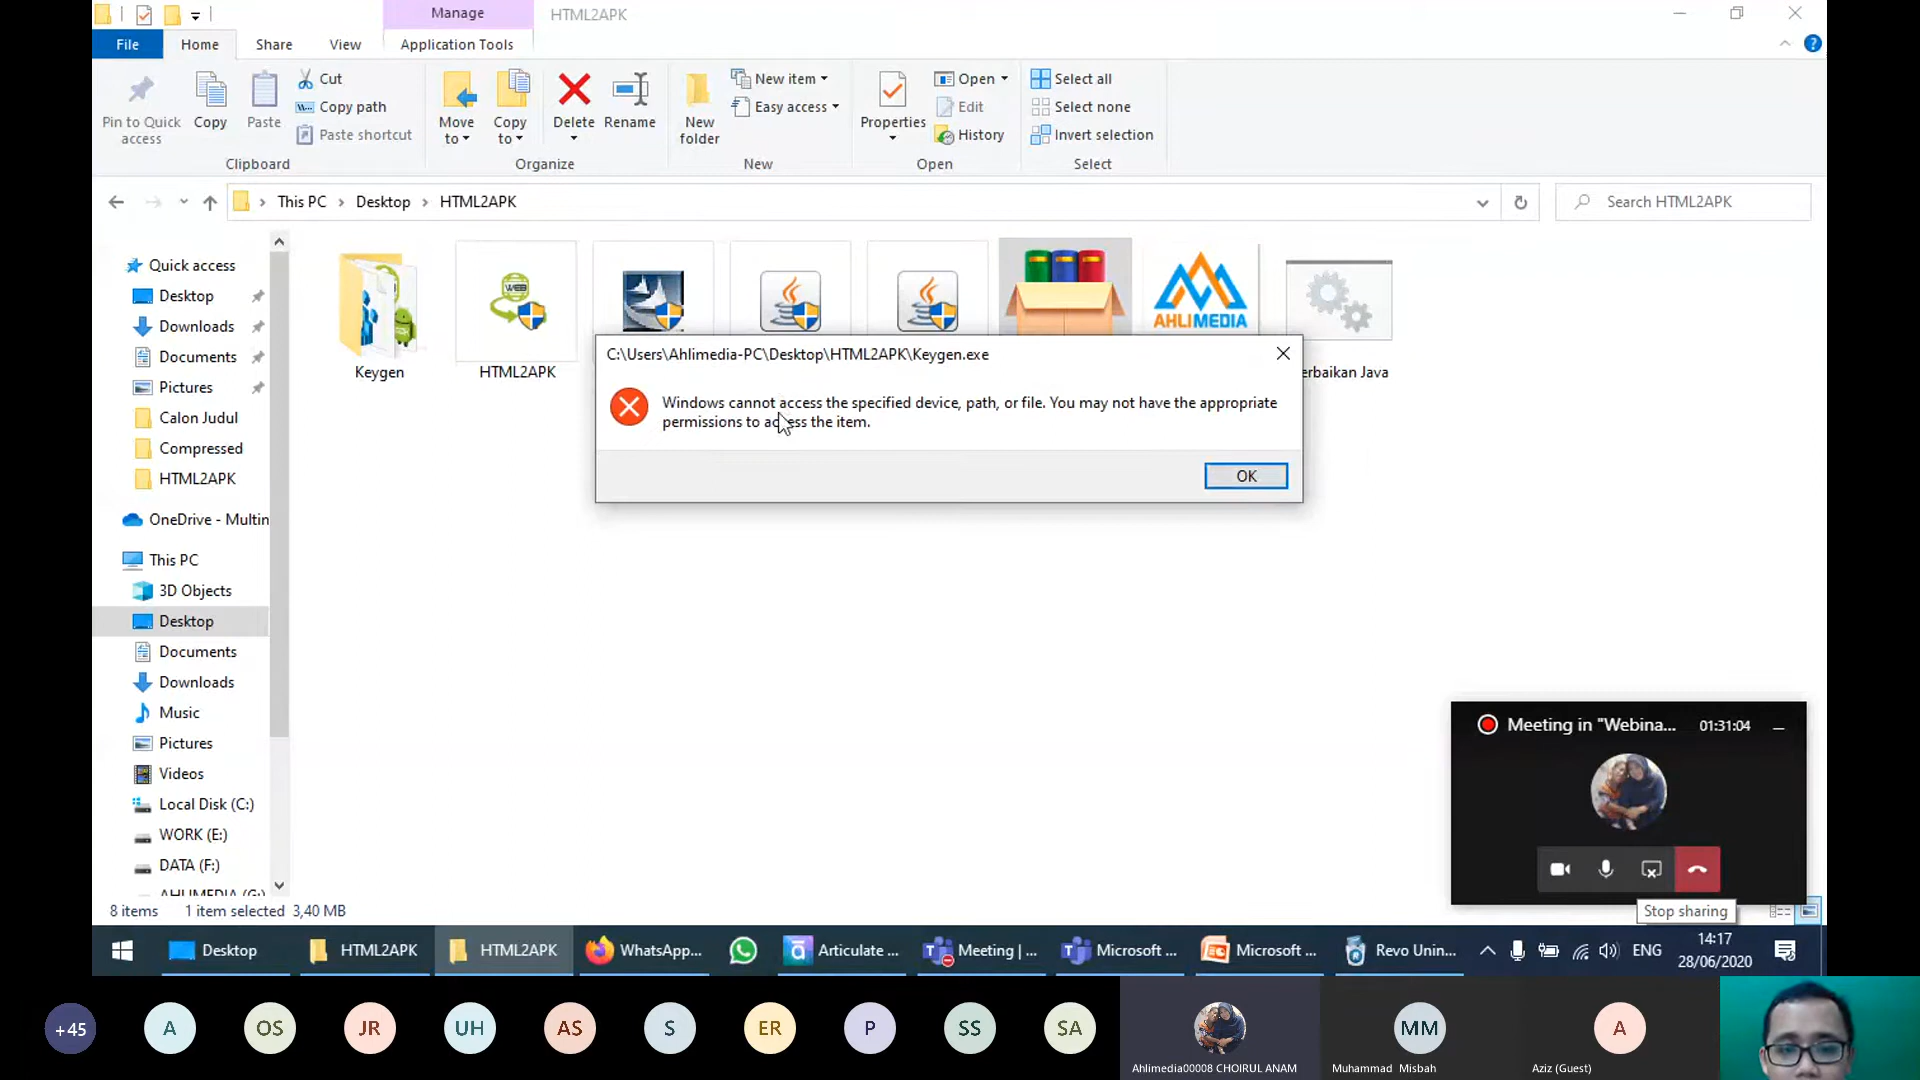 Manage
HTML2APK
File
Home
Share
View
Application Tools
Pin to Quick
access
Copy
Paste
Cut
Copy path
Paste shortcut
Clipboard
Move
to
Copy
to
Delete
Rename
Organize
New
folder
New item
Easy access
New
Properties
Open
Edit
History
Open
Select all
Select none
Invert selection
Select
This PC
Desktop
HTML2APK
Search HTML2APK
Quick access
Desktop
Downloads
Documents
Pictures
Calon Judul
Compressed
HTML2APK
OneDrive - Multin
This PC
3D Objects
Desktop
Documents
Downloads
Music
Pictures
Videos
Local Disk (C:)
WORK (E:)
DATA (F:)
AHLIMEDIA (G:)
Keygen
WEB
HTML2APK
AHLIMEDIA
erbaikan Java
C:\Users\Ahlimedia-PC\Desktop\HTML2APK\Keygen.exe
Windows cannot access the specified device, path, or file. You may not have the appropriate
permissions to access the item.
OK
Meeting in "Webina...
01:31:04
Stop sharing
8 items
1 item selected
3,40 MB
Desktop
HTML2APK
HTML2APK
WhatsApp...
Articulate ...
Meeting | ...
Microsoft ...
Microsoft ...
Revo Unin...
ENG
14:17
28/06/2020
+45
A
OS
JR
UH
AS
S
ER
P
SS
SA
Ahlimedia00008 CHOIRUL ANAM
MM
Muhammad Misbah
A
Aziz (Guest)